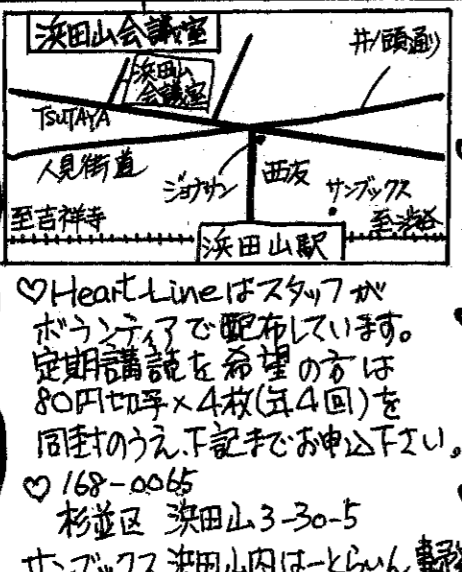 浜田山会議室
浜田山
会議室
井ノ頭通り
TSUTAYA
人見街道
ジョナサン
西友
サンブックス
至吉祥寺
至渋谷
浜田山駅
♡Heart-Lineはスタッフが
ボランティアで配布しています。
定期講読を希望の方は
80円切手×4枚(年4回)を
同封のうえ、下記までお申込下さい。
♡168-0065
杉並区 浜田山3-30-5
サンブックス浜田山内はーとらいん